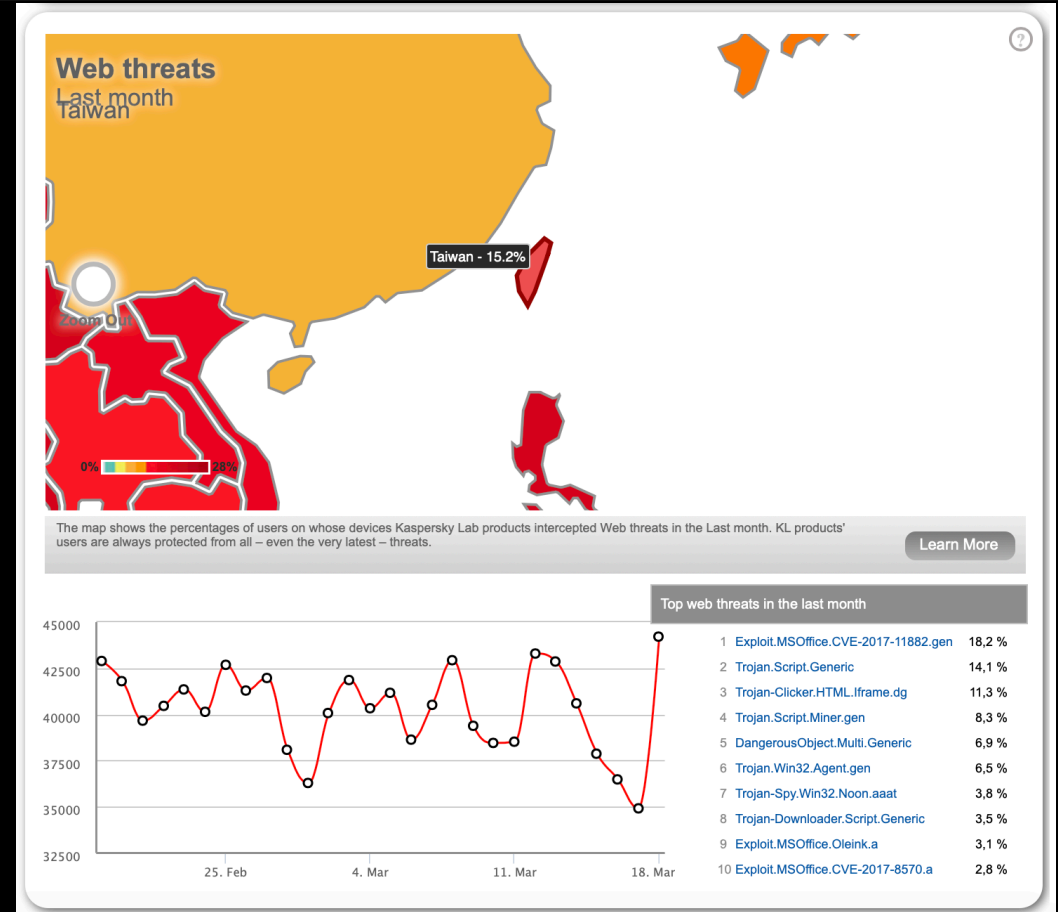 Web threats
Last month
Taiwan
?
Taiwan - 15.2%
Zoom Out
0%
28%
The map shows the percentages of users on whose devices Kaspersky Lab products intercepted Web threats in the Last month. KL products'
users are always protected from all – even the very latest – threats.
Learn More
Top web threats in the last month
45000
42500
40000
37500
35000
32500
25. Feb
4. Mar
11. Mar
18. Mar
1 Exploit.MSOffice.CVE-2017-11882.gen 18,2 %
2 Trojan.Script.Generic 14,1 %
3 Trojan-Clicker.HTML.Iframe.dg 11,3 %
4 Trojan.Script.Miner.gen 8,3 %
5 DangerousObject.Multi.Generic 6,9 %
6 Trojan.Win32.Agent.gen 6,5 %
7 Trojan-Spy.Win32.Noon.aaat 3,8 %
8 Trojan-Downloader.Script.Generic 3,5 %
9 Exploit.MSOffice.Oleink.a 3,1 %
10 Exploit.MSOffice.CVE-2017-8570.a 2,8 %